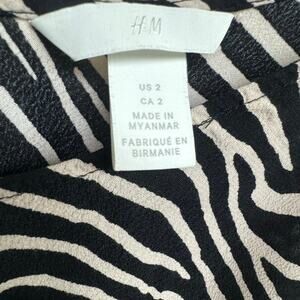 H&M
US 2
CA 2
MADE IN
MYANMAR
FABRIQUÉ EN
BIRMANIE